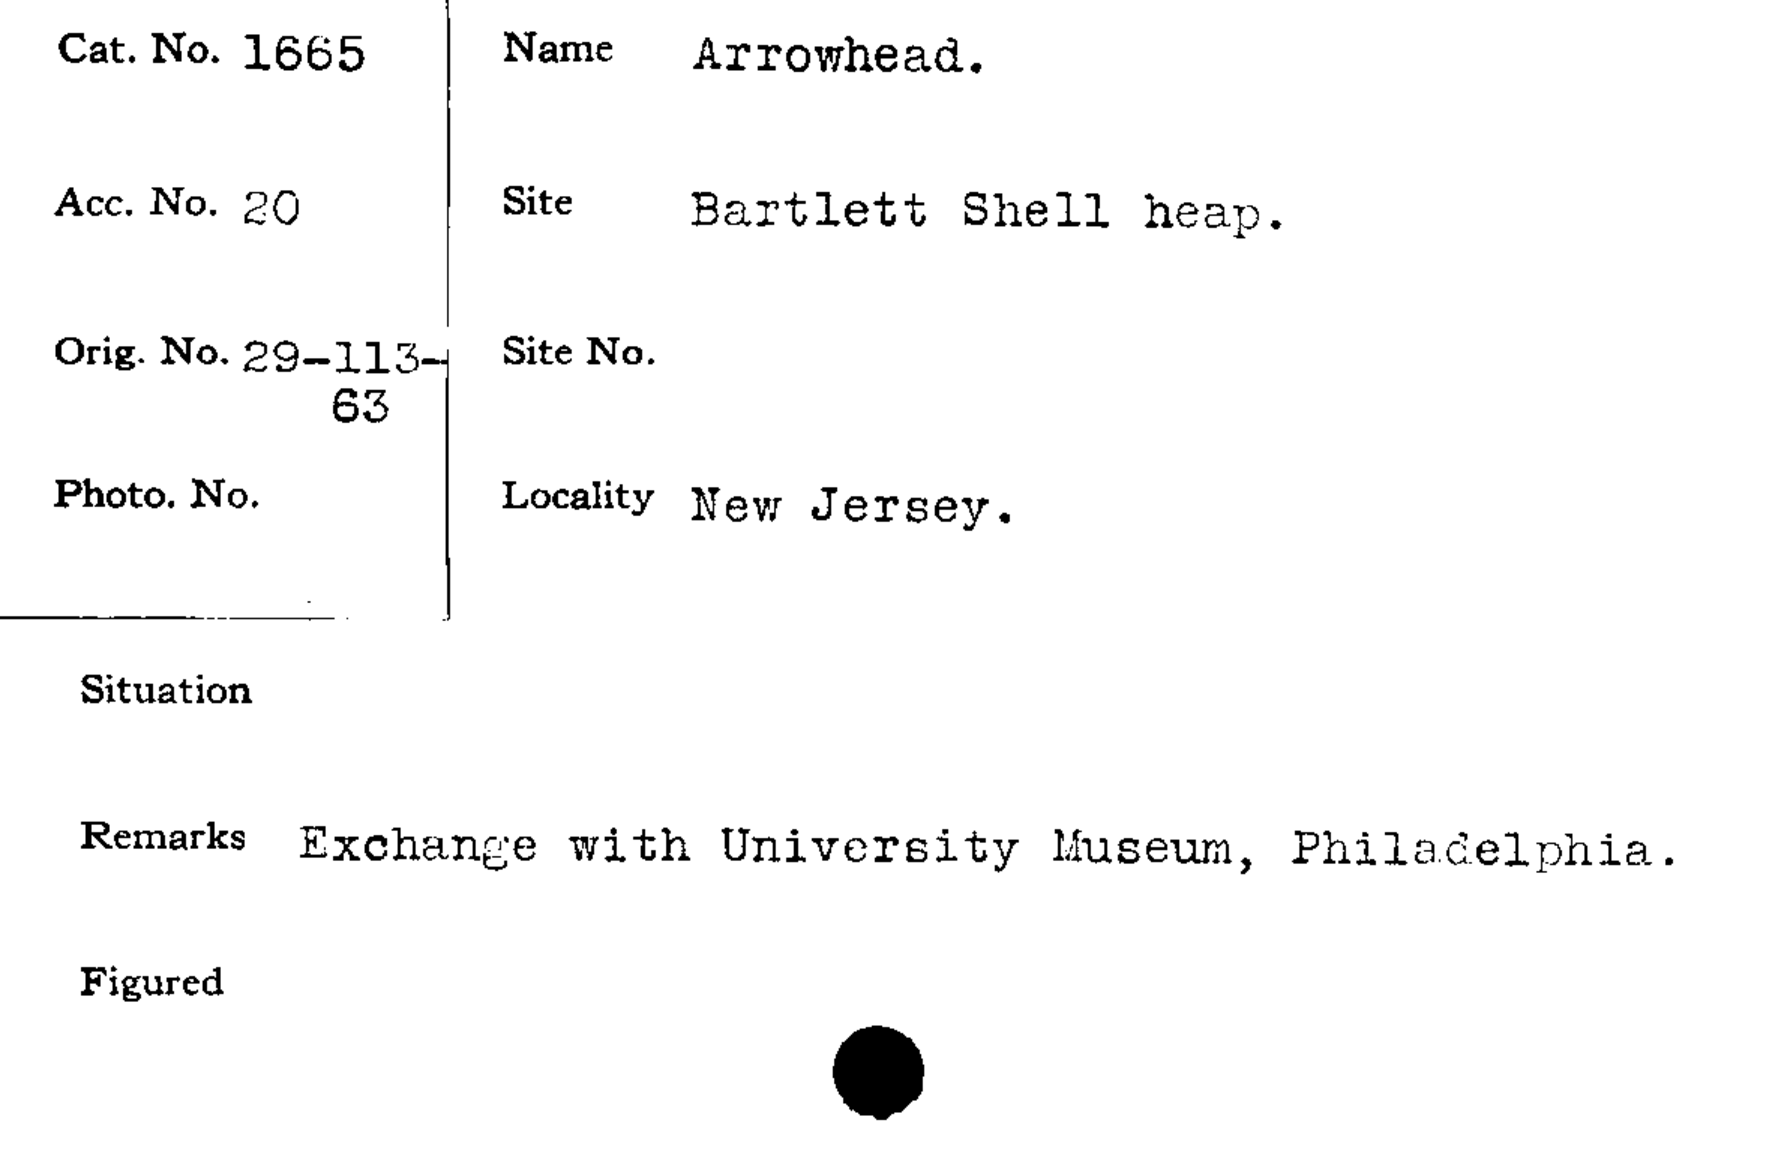 Cat. No. 1665
Name Arrowhead.
Acc. No. 20
Site Bartlett Shell heap.
Orig. No. 29-113-
63
Site No.
Photo. No.
Locality New Jersey.
Situation
Remarks Exchange with University Museum, Philadelphia.
Figured